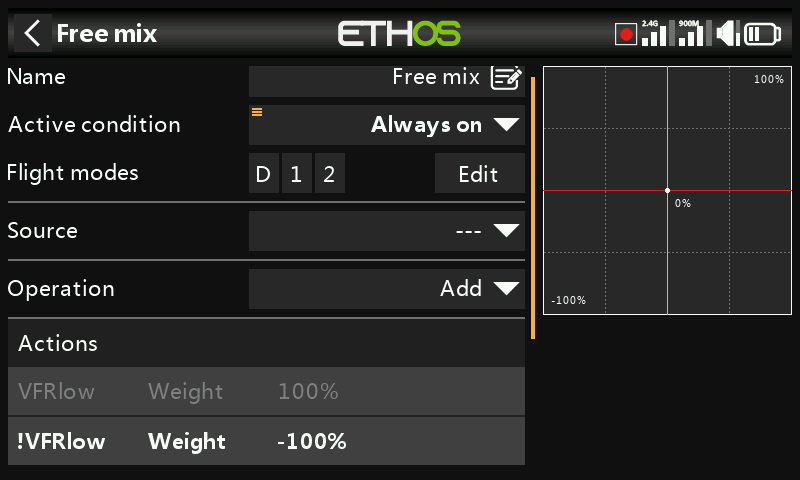 Free mix
ETHOS
2.4G
900M
Name Free mix
Active condition Always on
Flight modes D 1 2 Edit
Source ---
Operation Add
Actions
VFRlow Weight 100%
!VFRlow Weight -100%
100%
0%
-100%